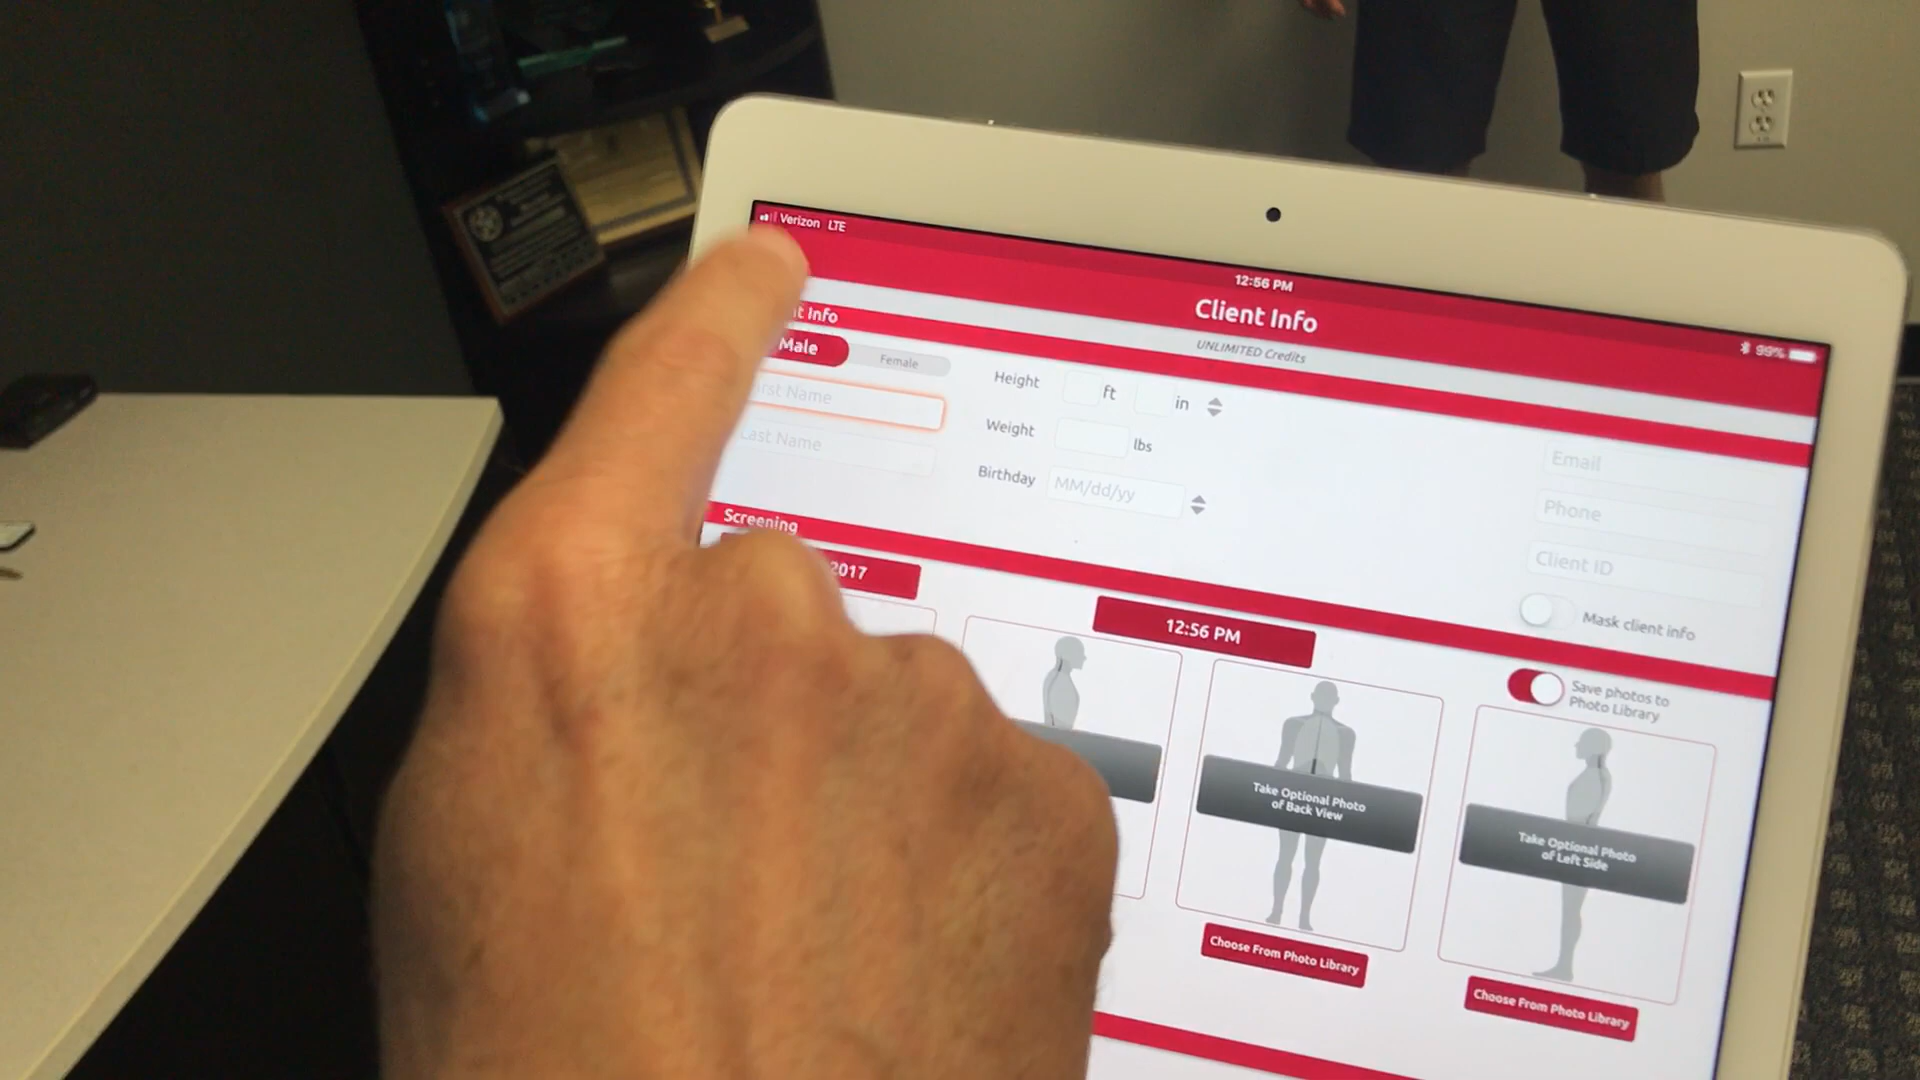 Verizon LTE
12:56 PM
99%
Client Info
UNLIMITED Credits
Info
Male
Female
Name
Last Name
Height ft in
Weight lbs
Birthday MM/dd/yy
Email
Phone
Client ID
Mask client info
Screening
2017
12:56 PM
Save photos to
Photo Library
Take Optional Photo
of Back View
Take Optional Photo
of Left Side
Choose From Photo Library
Choose From Photo Library